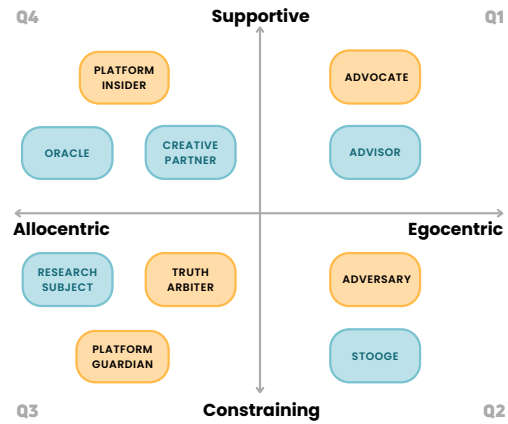 Q4
Supportive
Q1
PLATFORM
INSIDER
ADVOCATE
ORACLE
CREATIVE
PARTNER
ADVISOR
Allocentric
Egocentric
RESEARCH
SUBJECT
TRUTH
ARBITER
ADVERSARY
PLATFORM
GUARDIAN
STOOGE
Q3
Constraining
Q2